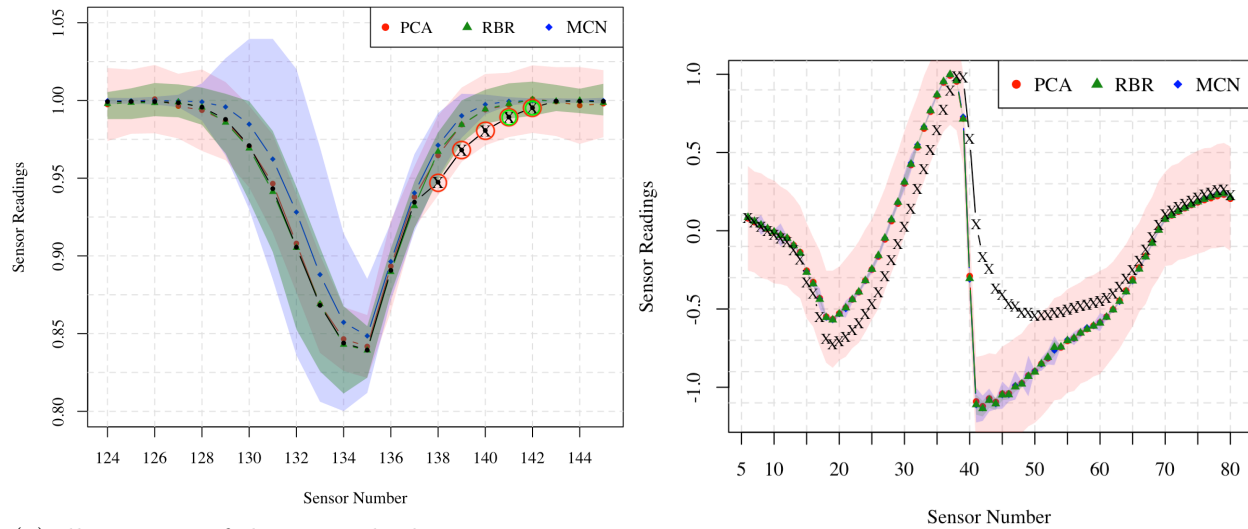 PCA RBR MCN
1.05
1.00
0.95
0.90
0.85
0.80
Sensor Readings
124 126 128 130 132 134 136 138 140 142 144
Sensor Number
PCA RBR MCN
1.0
0.5
0.0
-0.5
-1.0
Sensor Readings
5 10 20 30 40 50 60 70 80
Sensor Number